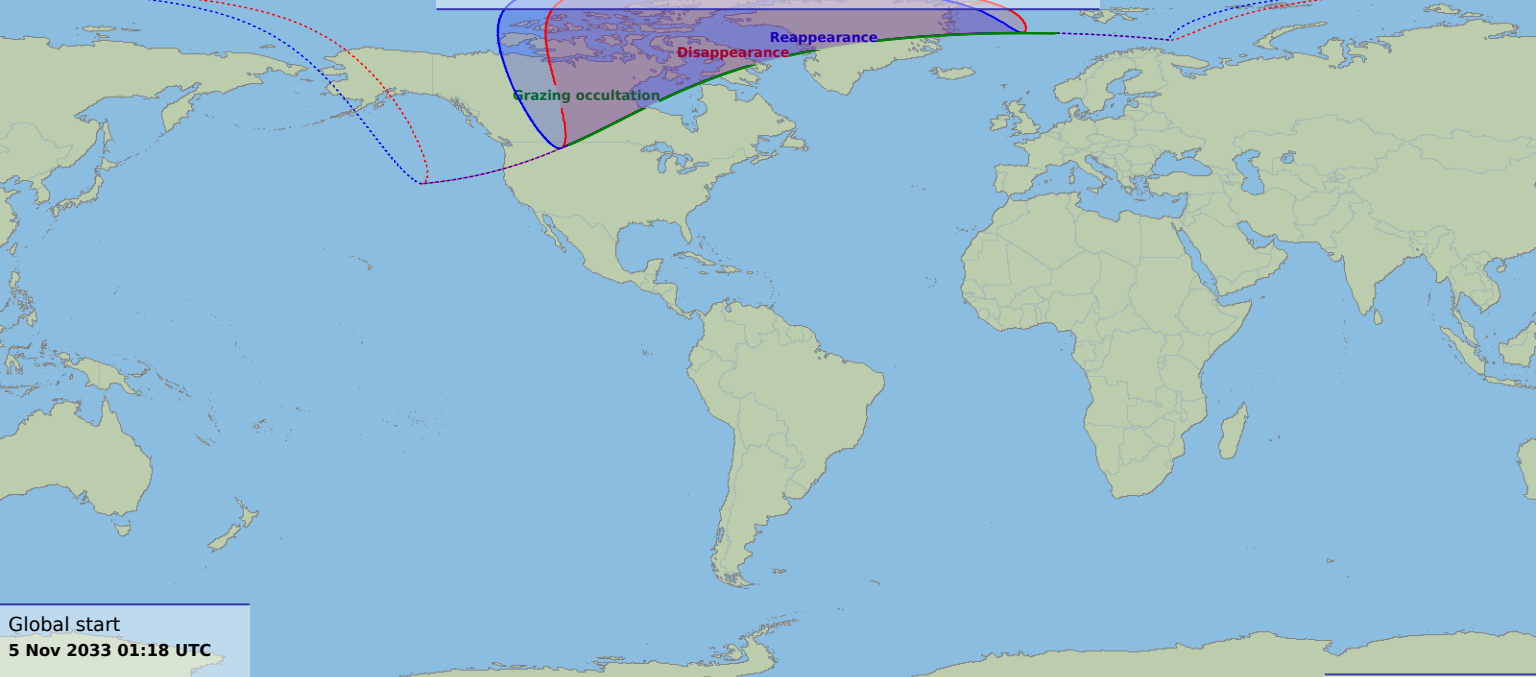 Reappearance
Disappearance
Grazing occultation
Global start
5 Nov 2033 01:18 UTC